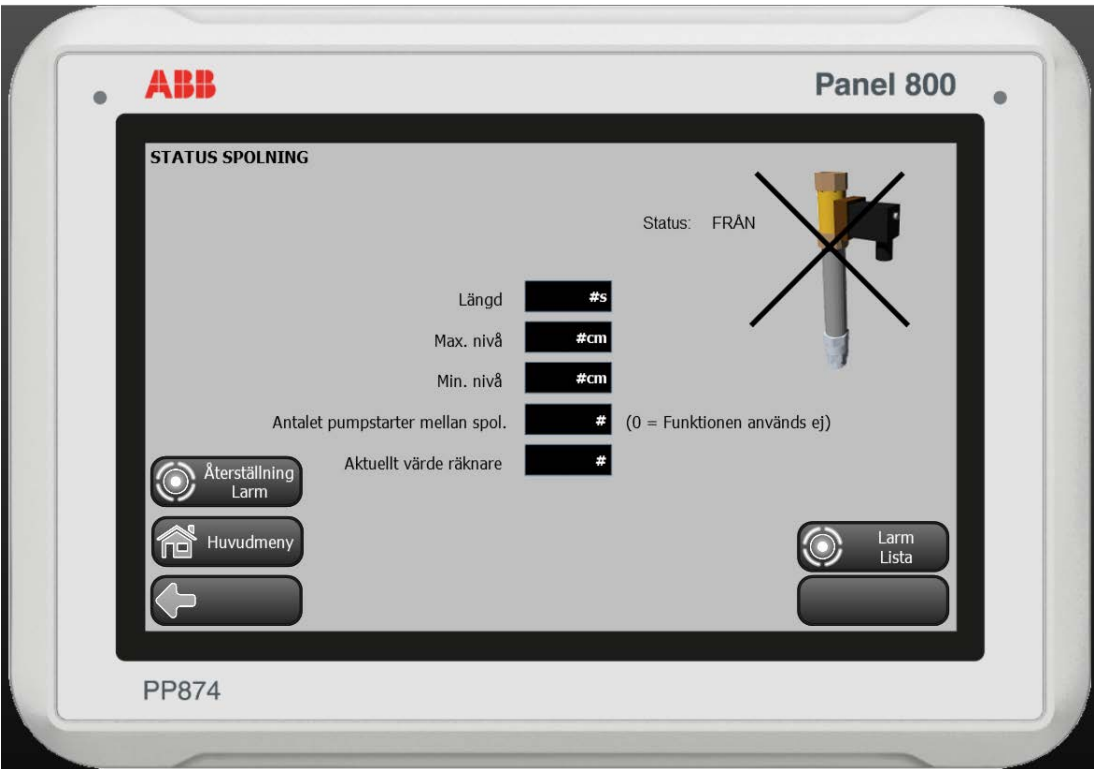 ABB
Panel 800
STATUS SPOLNING
Status: FRÅN
Längd #s
Max. nivå #cm
Min. nivå #cm
Antalet pumpstarter mellan spol. # (0 = Funktionen används ej)
Aktuellt värde räknare #
Återställning
Larm
Huvudmeny
Larm
Lista
PP874